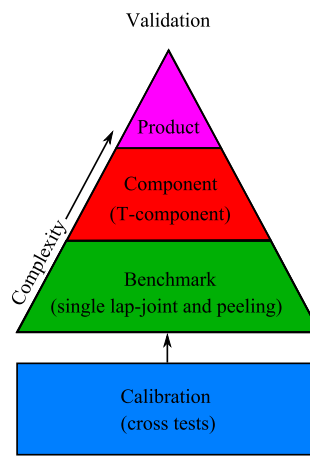 Validation
Product
Component
(T-component)
Complexity
Benchmark
(single lap-joint and peeling)
Calibration
(cross tests)